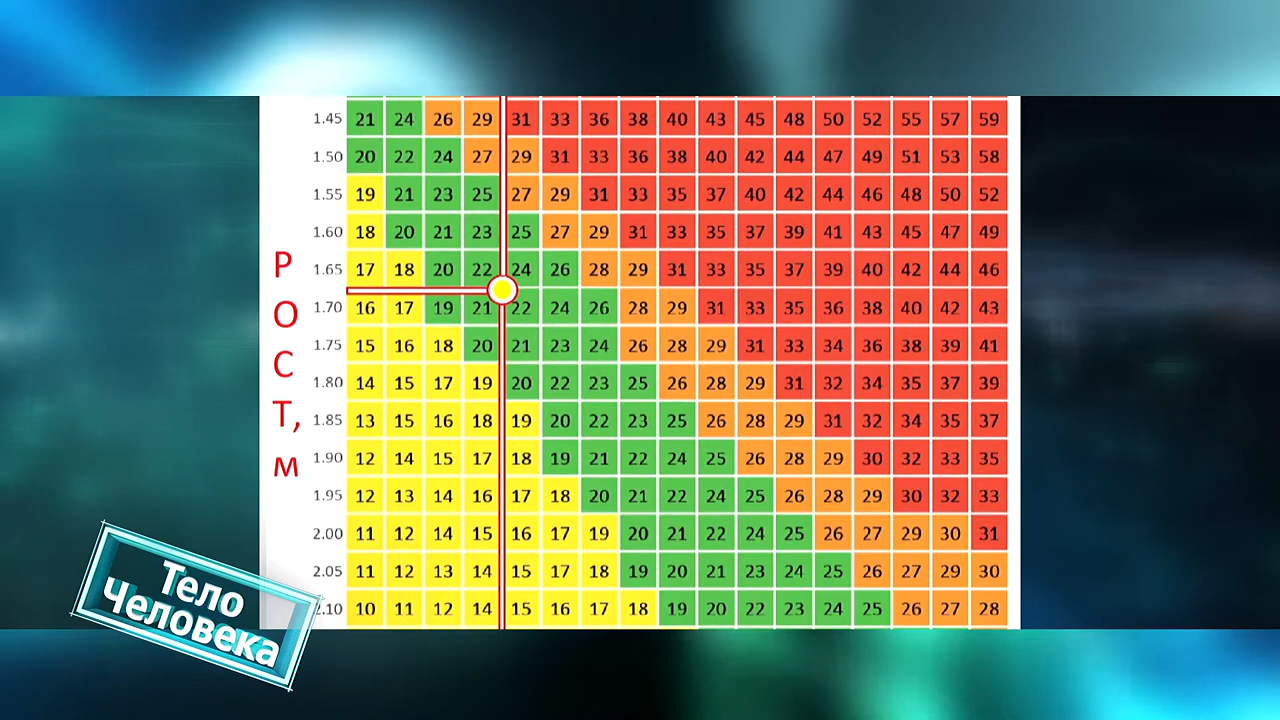 1.45 21 24 26 29 31 33 36 38 40 43 45 48 50 52 55 57 59
1.50 20 22 24 27 29 31 33 36 38 40 42 44 47 49 51 53 58
1.55 19 21 23 25 27 29 31 33 35 37 40 42 44 46 48 50 52
1.60 18 20 21 23 25 27 29 31 33 35 37 39 41 43 45 47 49
1.65 17 18 20 22 24 26 28 29 31 33 35 37 39 40 42 44 46
1.70 16 17 19 21 22 24 26 28 29 31 33 35 36 38 40 42 43
1.75 15 16 18 20 21 23 24 26 28 29 31 33 34 36 38 39 41
1.80 14 15 17 19 20 22 23 25 26 28 29 31 32 34 35 37 39
1.85 13 15 16 18 19 20 22 23 25 26 28 29 31 32 34 35 37
1.90 12 14 15 17 18 19 21 22 24 25 26 28 29 30 32 33 35
1.95 12 13 14 16 17 18 20 21 22 24 25 26 28 29 30 32 33
2.00 11 12 14 15 16 17 19 20 21 22 24 25 26 27 29 30 31
2.05 11 12 13 14 15 17 18 19 20 21 23 24 25 26 27 29 30
2.10 10 11 12 14 15 16 17 18 19 20 22 23 24 25 26 27 28
РОСТ, м
Тело
Человека